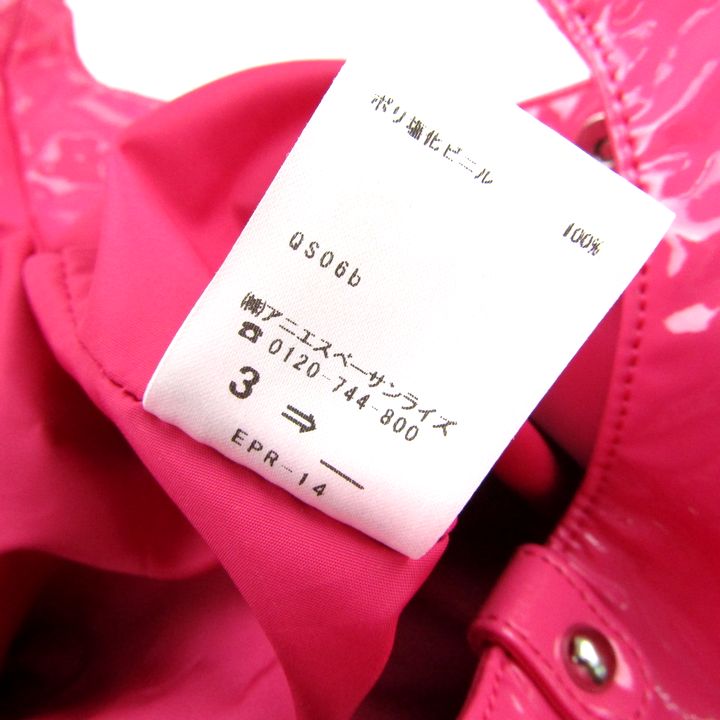 ポリ塩化ビニル
100%
QS06b
㈱アニエスベーサンライズ
☎0120-744-800
3 ⇒ —
EPR-14